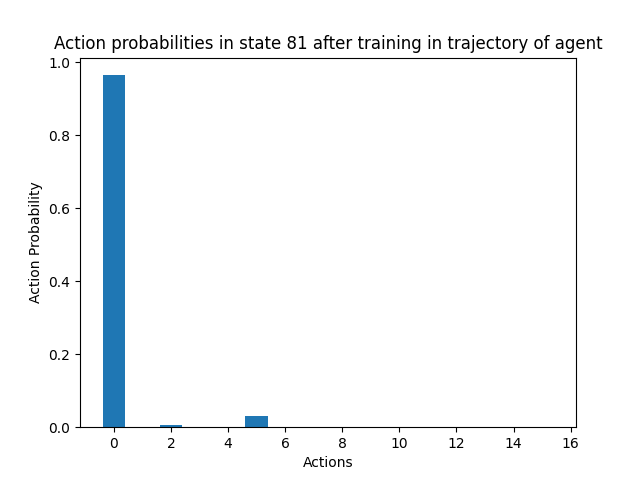 Action probabilities in state 81 after training in trajectory of agent
1.0
0.8
0.6
0.4
0.2
0.0
Action Probability
0 2 4 6 8 10 12 14 16
Actions